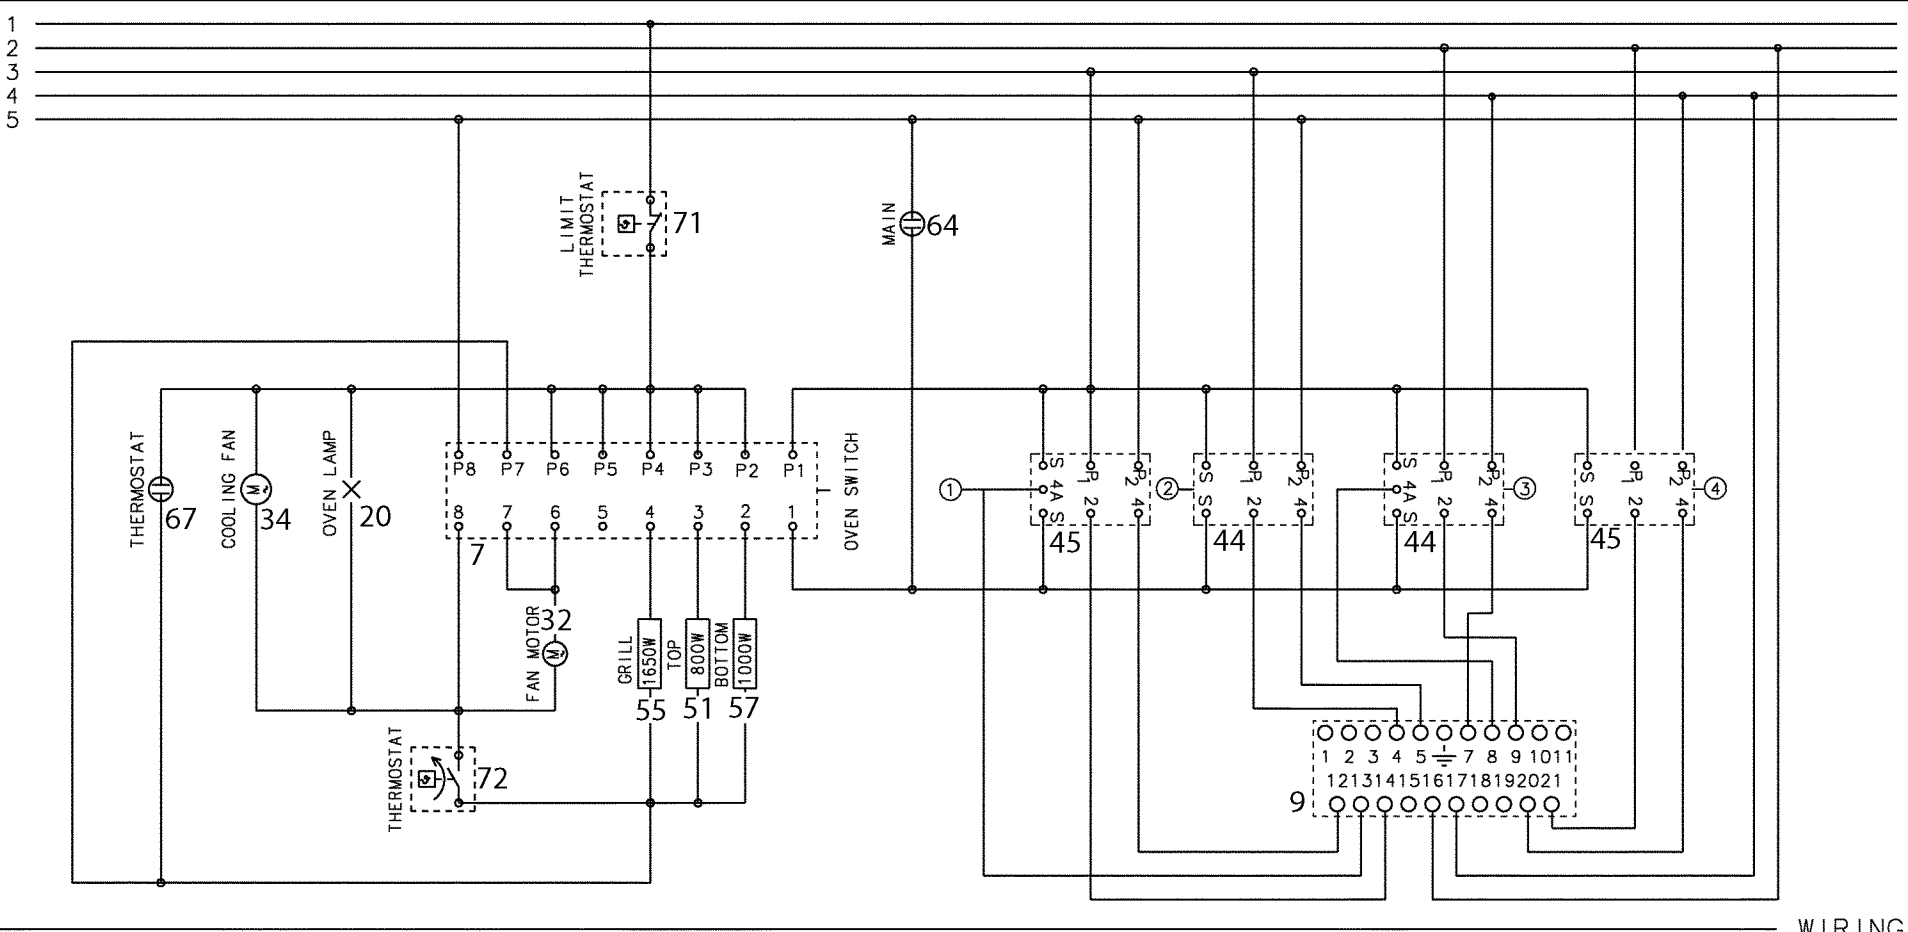 1
2
3
4
5
LIMIT
THERMOSTAT
71
MAIN
64
THERMOSTAT
67
COOLING FAN
M
34
OVEN LAMP
20
P8 P7 P6 P5 P4 P3 P2 P1
8 7 6 5 4 3 2 1
7
OVEN SWITCH
1
S P1 P2
4A 2 4
S
45
2
S P1 P2
S 2 4
44
S P1 P2
4A 2 4
S
3
44
S P1 P2
S 2 4
4
45
FAN MOTOR
32
M
GRILL
1650W
55
TOP
800W
51
BOTTOM
1000W
57
THERMOSTAT
72
1 2 3 4 5 7 8 9 10 11
12 13 14 15 16 17 18 19 20 21
9
WIRING